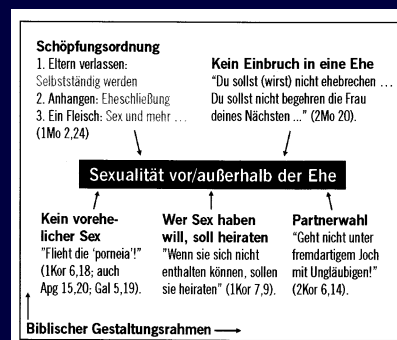 Schöpfungsordnung
1. Eltern verlassen:
Selbstständig werden
2. Anhangen: Eheschließung
3. Ein Fleisch: Sex und mehr ...
(1Mo 2,24)
Kein Einbruch in eine Ehe
"Du sollst (wirst) nicht ehebrechen ...
Du sollst nicht begehren die Frau
deines Nächsten ..." (2Mo 20).
Sexualität vor/außerhalb der Ehe
Kein vorehe-
licher Sex
"Flieht die 'porneia'!"
(1Kor 6,18; auch
Apg 15,20; Gal 5,19).
Wer Sex haben
will, soll heiraten
"Wenn sie sich nicht
enthalten können, sollen
sie heiraten" (1Kor 7,9).
Partnerwahl
"Geht nicht unter
fremdartigem Joch
mit Ungläubigen!"
(2Kor 6,14).
Biblischer Gestaltungsrahmen